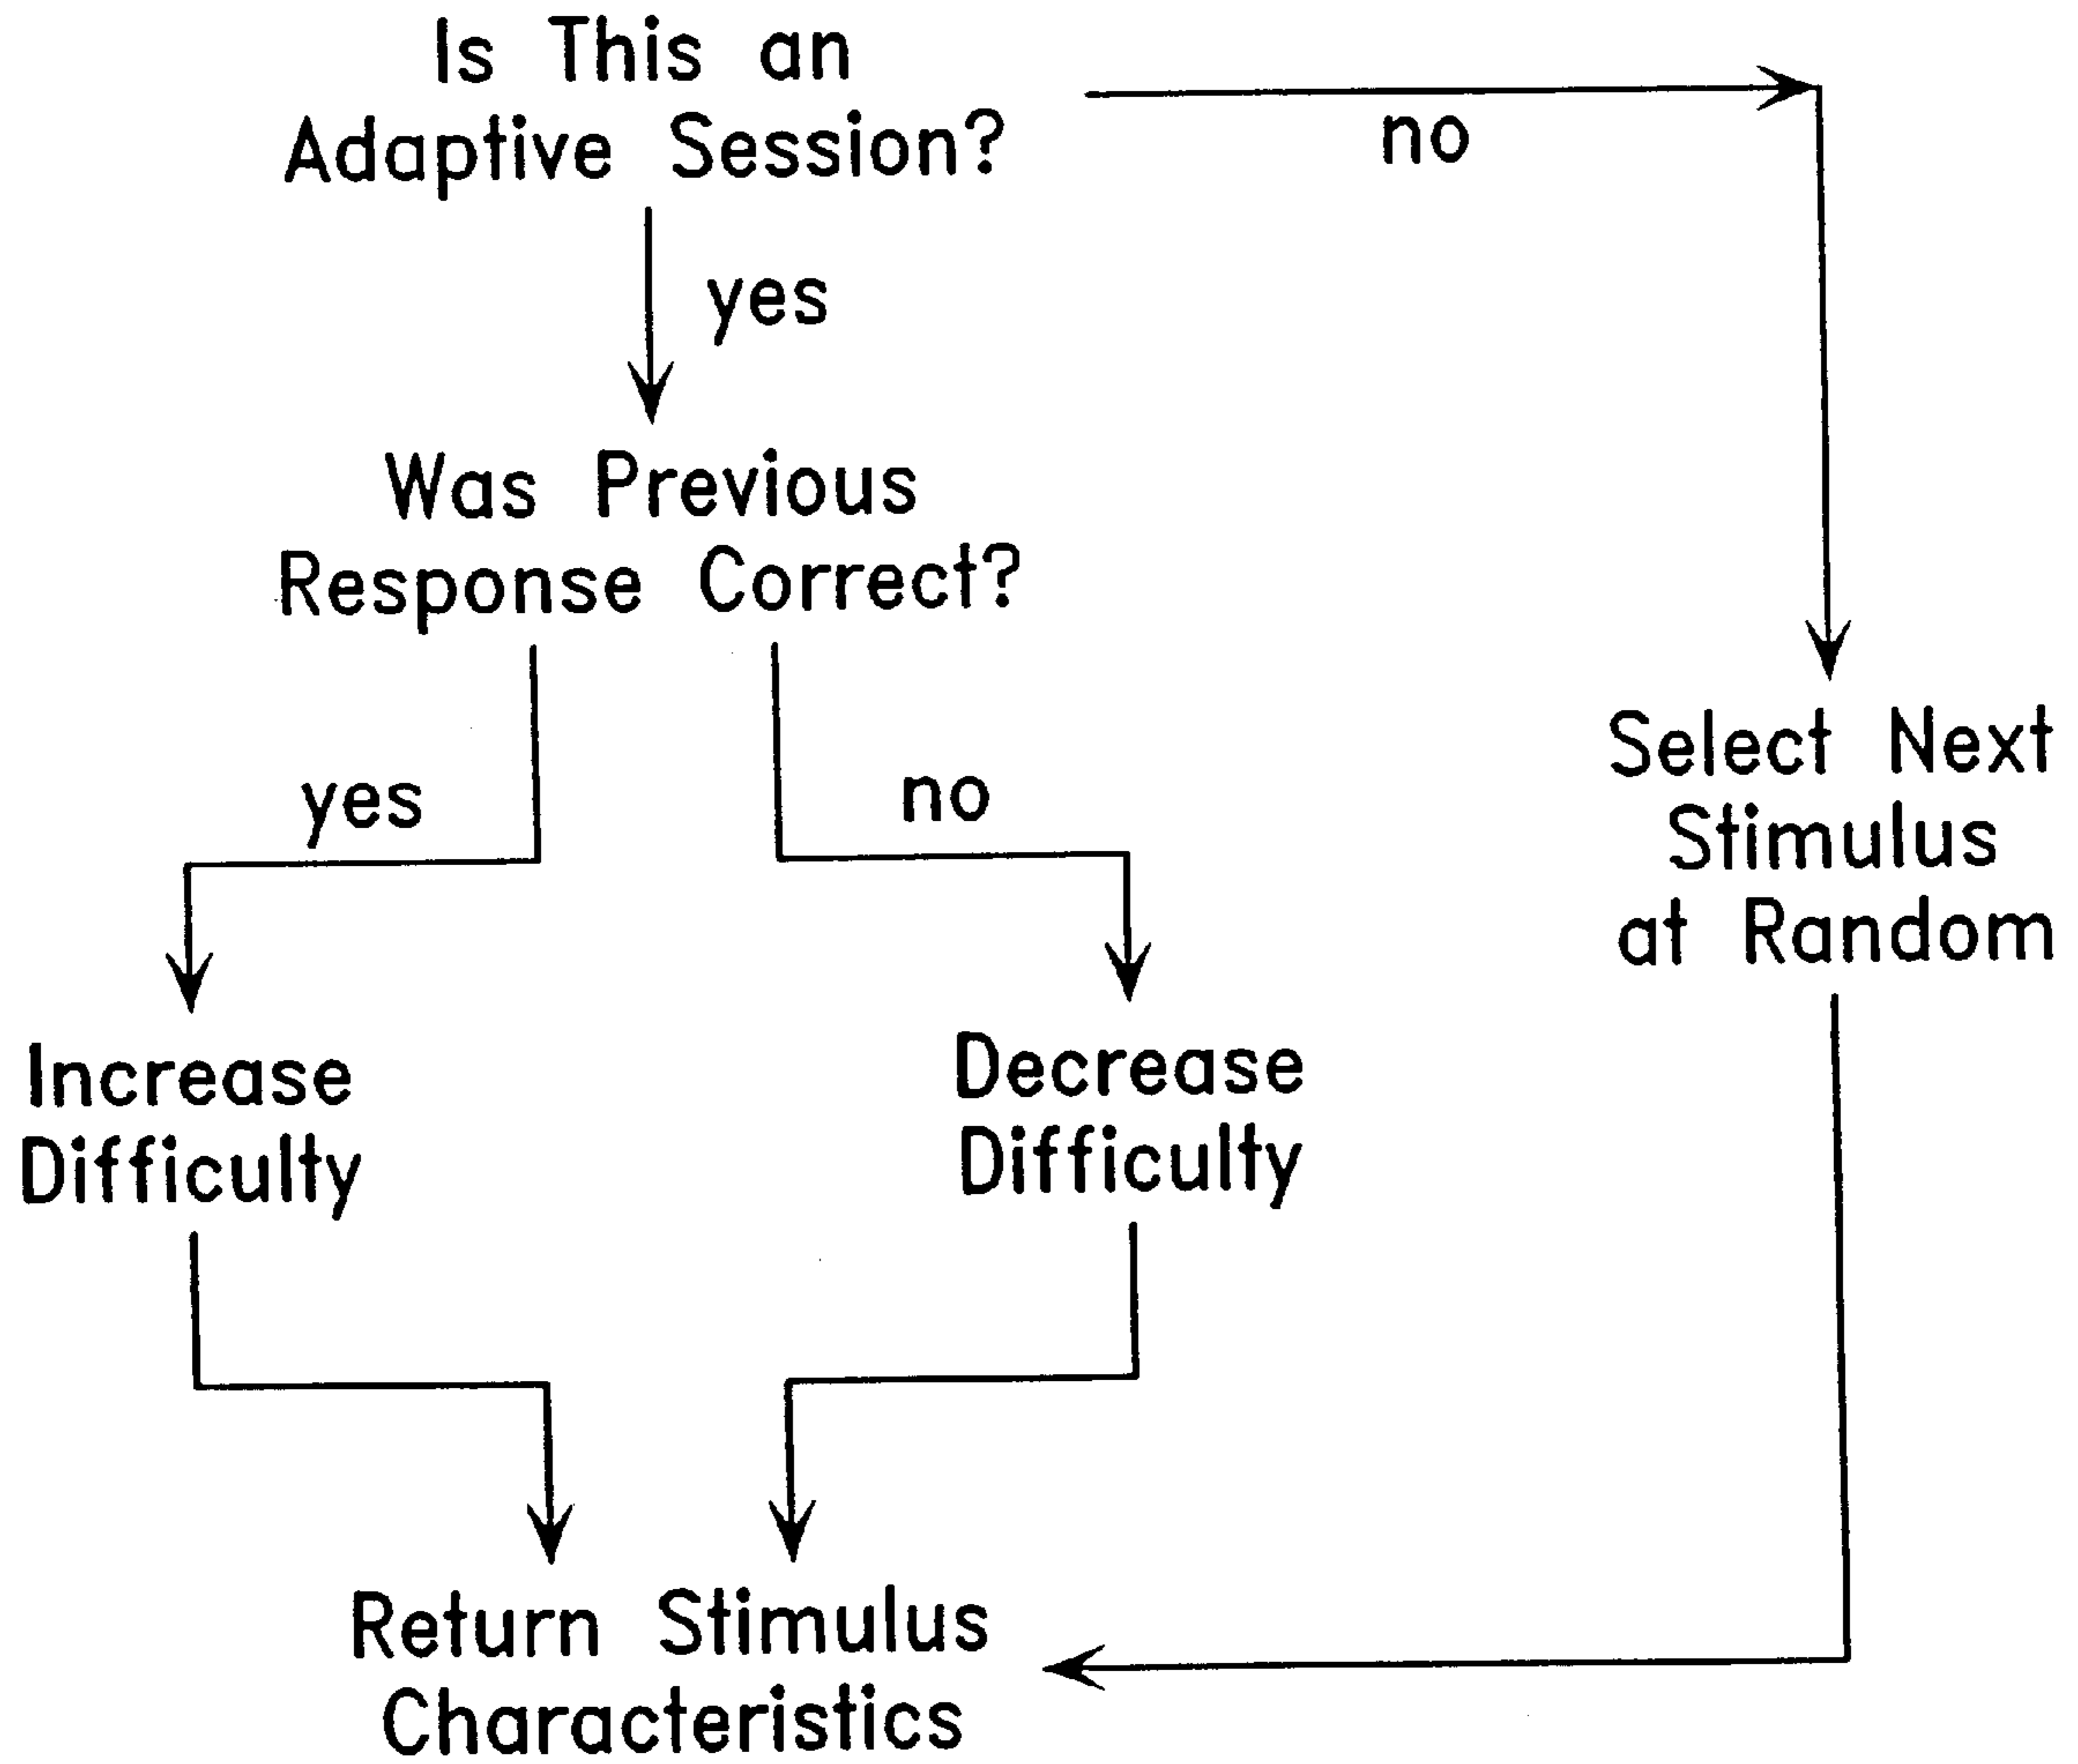 Is This an
Adaptive Session?
no
yes
Was Previous
Response Correct?
yes
no
Select Next
Stimulus
at Random
Increase
Difficulty
Decrease
Difficulty
Return Stimulus
Characteristics